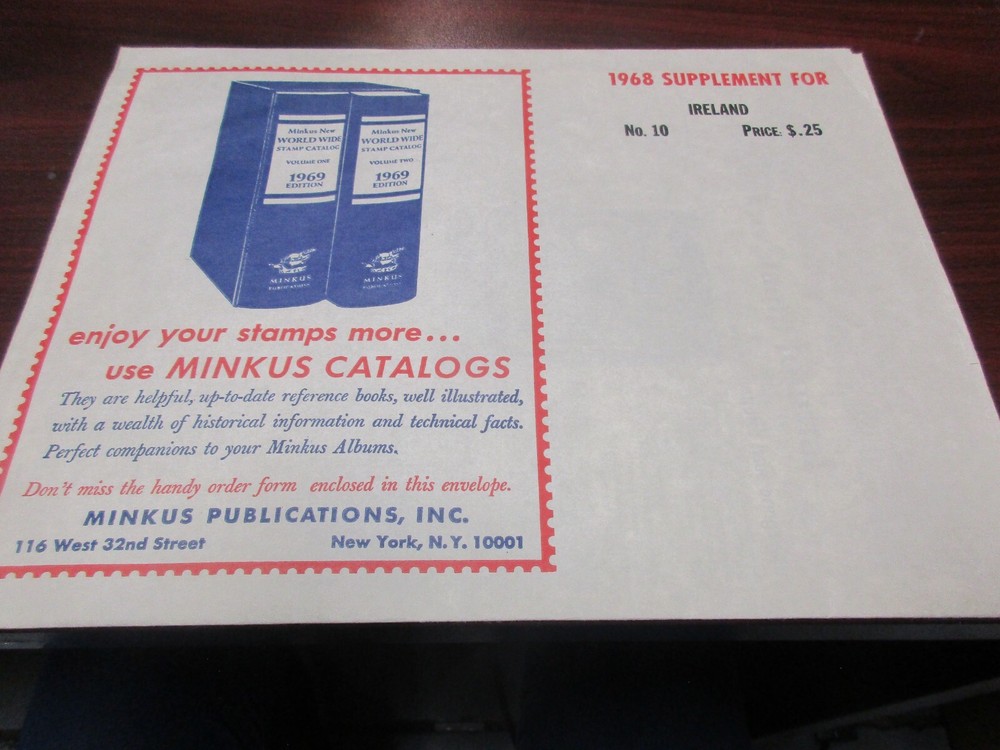 1968 SUPPLEMENT FOR
IRELAND
No. 10 PRICE: $.25
Minkus New
WORLD WIDE
STAMP CATALOG
VOLUME ONE
1969
EDITION
MINKUS
PUBLICATIONS
Minkus New
WORLD WIDE
STAMP CATALOG
VOLUME TWO
1969
EDITION
MINKUS
PUBLICATIONS
enjoy your stamps more...
use MINKUS CATALOGS
They are helpful, up-to-date reference books, well illustrated,
with a wealth of historical information and technical facts.
Perfect companions to your Minkus Albums.
Don't miss the handy order form enclosed in this envelope.
MINKUS PUBLICATIONS, INC.
116 West 32nd Street New York, N.Y. 10001